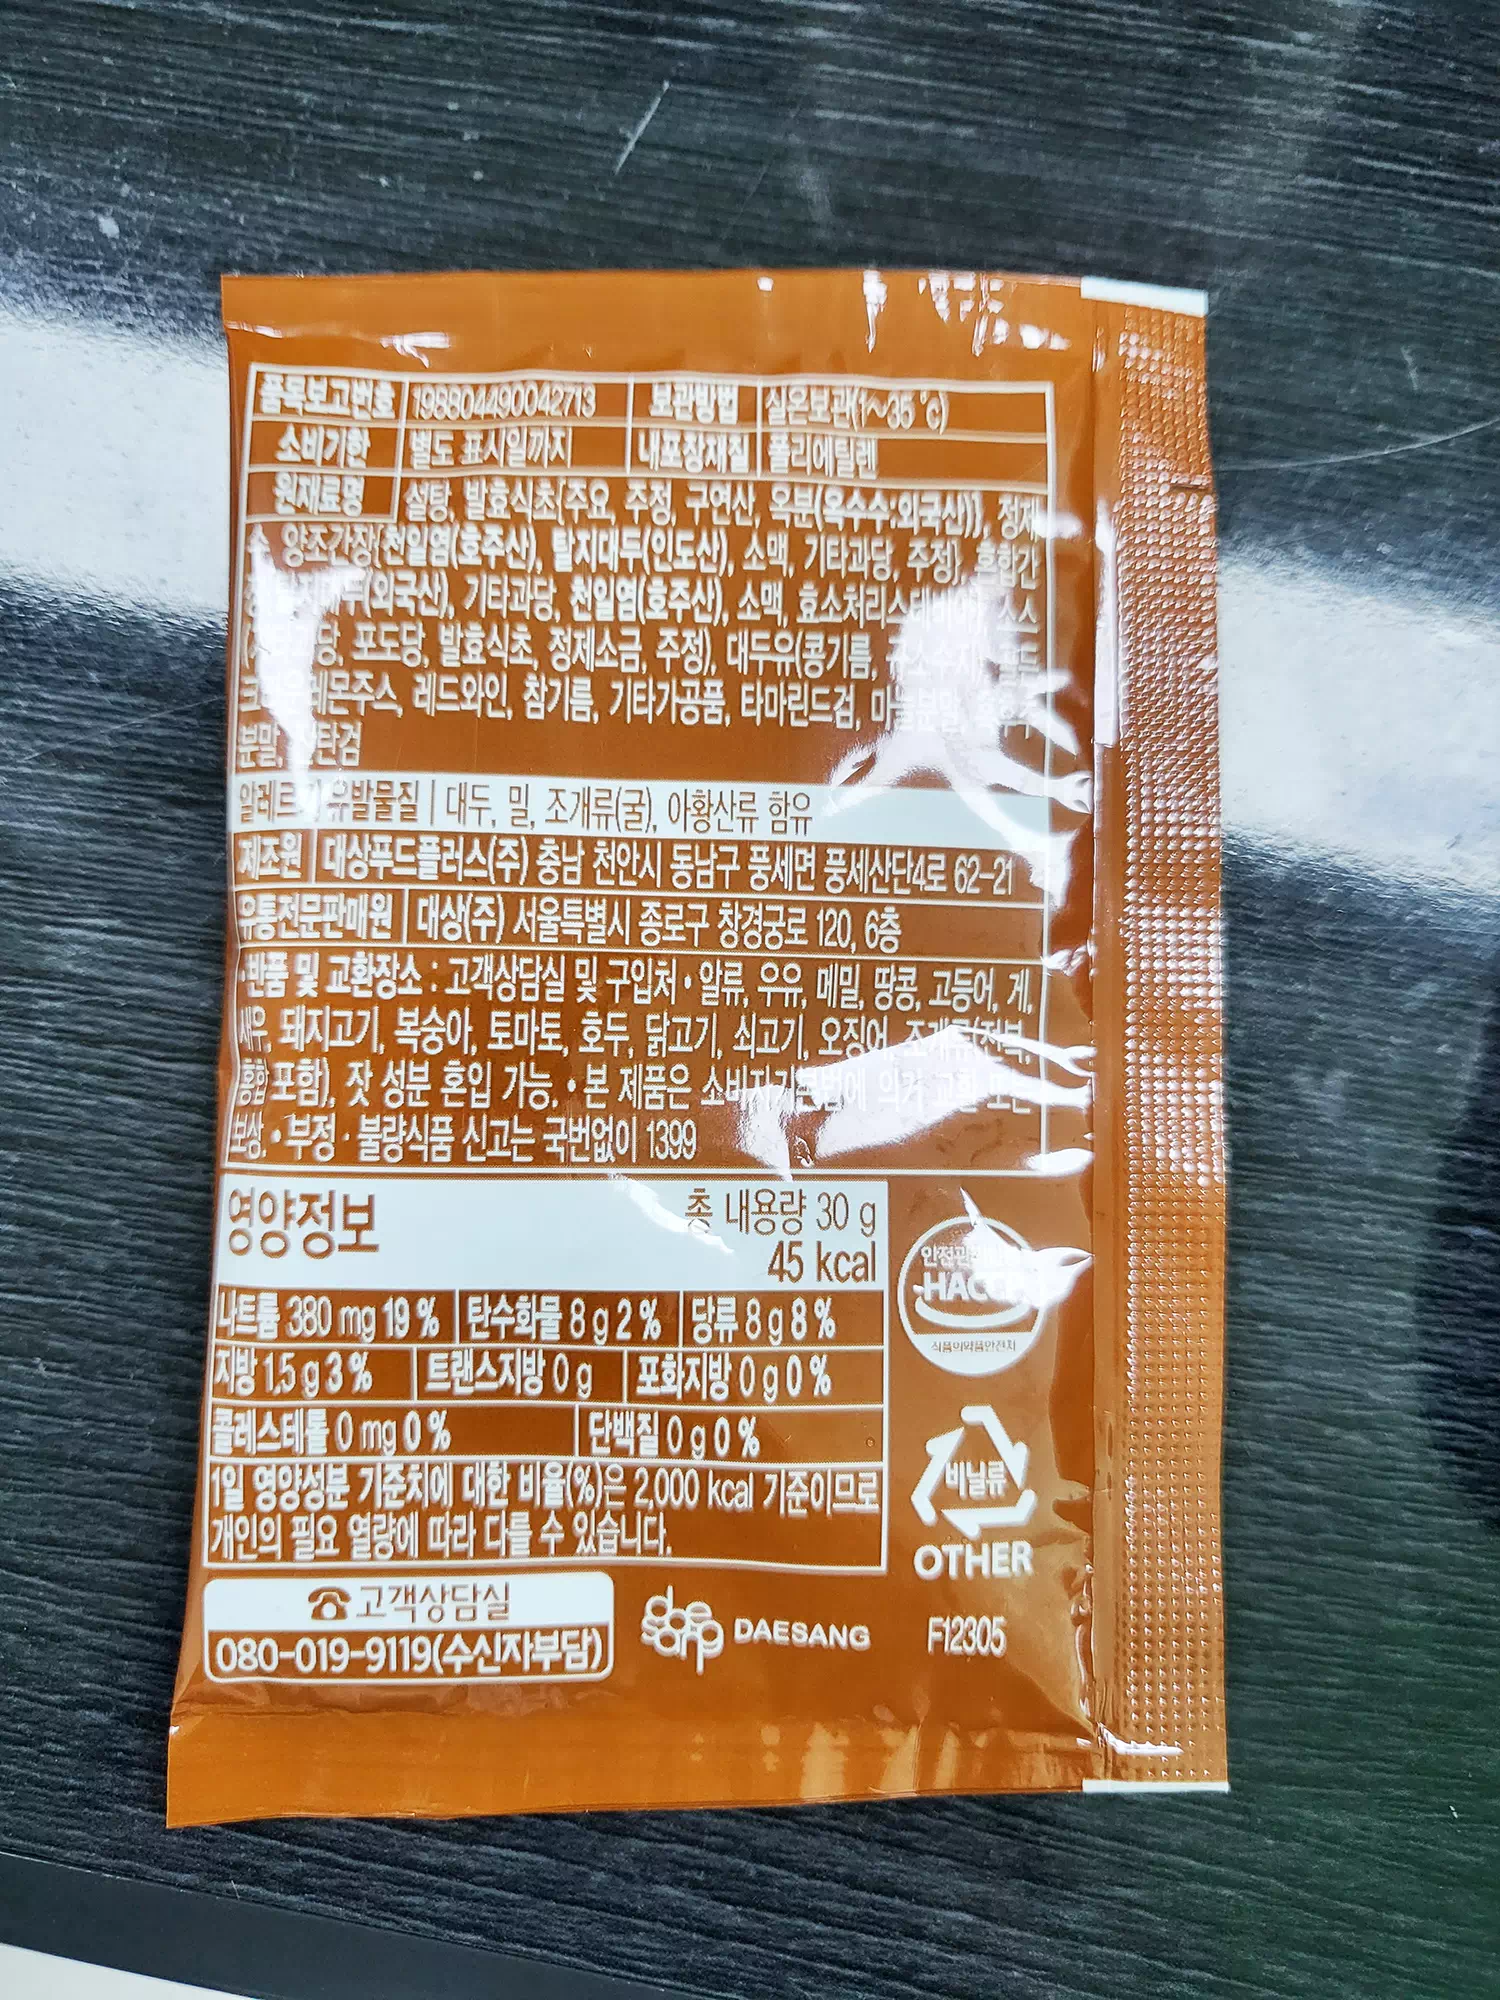 품목보고번호 198804490042713 보관방법 실온보관(1~35 ℃)
소비기한 별도 표시일까지 내포장재질 폴리에틸렌
원재료명 설탕, 발효식초{주요, 주정, 구연산, 옥분(옥수수:외국산)}, 정제
양조간장{천일염(호주산), 탈지대두(인도산), 소맥, 기타과당, 주정}, 혼합간
(외국산), 기타과당, 천일염(호주산), 소맥, 효소처리스테비아}, 소스
포도당, 발효식초, 정제소금, 주정), 대두유(콩기름,
레몬주스, 레드와인, 참기름, 기타가공품, 타마린드검,
분말,
알레르기 유발물질 | 대두, 밀, 조개류(굴), 아황산류 함유
제조원 대상푸드플러스(주) 충남 천안시 동남구 풍세면 풍세산단4로 62-21
유통전문판매원 대상(주) 서울특별시 종로구 창경궁로 120, 6층
•반품 및 교환장소 : 고객상담실 및 구입처 • 알류, 우유, 메밀, 땅콩, 고등어, 게,
새우, 돼지고기, 복숭아, 토마토, 호두, 닭고기, 쇠고기, 오징어, 조개류(전복,
홍합 포함), 잣 성분 혼입 가능. • 본 제품은 소비자기본법에 의거 교환 또는
보상. • 부정 · 불량식품 신고는 국번없이 1399
영양정보 총 내용량 30 g
45 kcal
나트륨 380 mg 19 % 탄수화물 8 g 2 % 당류 8 g 8 %
지방 1.5 g 3 % 트랜스지방 0 g 포화지방 0 g 0 %
콜레스테롤 0 mg 0 % 단백질 0 g 0 %
1일 영양성분 기준치에 대한 비율(%)은 2,000 kcal 기준이므로
개인의 필요 열량에 따라 다를 수 있습니다.
안전관리인증
HACCP
식품의약품안전처
비닐류
OTHER
☎고객상담실
080-019-9119(수신자부담)
dae sang DAESANG
F12305